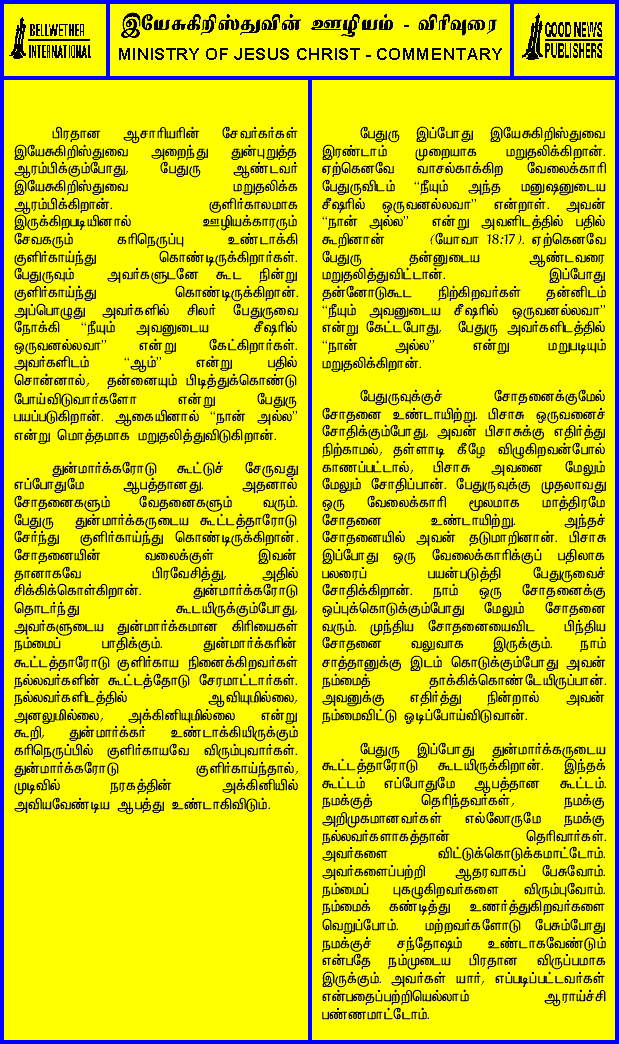 BELLWETHER
INTERNATIONAL
இயேசுகிறிஸ்துவின் ஊழியம் - விரிவுரை
MINISTRY OF JESUS CHRIST - COMMENTARY
GOOD NEWS
PUBLISHERS
பிரதான ஆசாரியரின் சேவர்கர்கள்
இயேசுகிறிஸ்துவை அறைந்து துன்புறுத்த
ஆரம்பிக்கும்போது, பேதுரு ஆண்டவர்
இயேசுகிறிஸ்துவை மறுதலிக்க
ஆரம்பிக்கிறான். குளிர்காலமாக
இருக்கிறபடியினால் ஊழியக்காரரும்
சேவகரும் கரிநெருப்பு உண்டாக்கி
குளிர்காய்ந்து கொண்டிருக்கிறார்கள்.
பேதுருவும் அவர்களுடனே கூட நின்று
குளிர்காய்ந்து கொண்டிருக்கிறான்.
அப்பொழுது அவர்களில் சிலர் பேதுருவை
நோக்கி “நீயும் அவனுடைய சீஷரில்
ஒருவனல்லவா” என்று கேட்கிறார்கள்.
அவர்களிடம் “ஆம்” என்று பதில்
சொன்னால், தன்னையும் பிடித்துக்கொண்டு
போய்விடுவார்களோ என்று பேதுரு
பயப்படுகிறான். ஆகையினால் “நான் அல்ல”
என்று மொத்தமாக மறுதலித்துவிடுகிறான்.
துன்மார்க்கரோடு கூட்டுச் சேருவது
எப்போதுமே ஆபத்தானது. அதனால்
சோதனைகளும் வேதனைகளும் வரும்.
பேதுரு துன்மார்க்கருடைய கூட்டத்தாரோடு
சேர்ந்து குளிர்காய்ந்து கொண்டிருக்கிறான்.
சோதனையின் வலைக்குள் இவன்
தானாகவே பிரவேசித்து, அதில்
சிக்கிக்கொள்கிறான். துன்மார்க்கரோடு
தொடர்ந்து கூடயிருக்கும்போது,
அவர்களுடைய துன்மார்க்கமான கிரியைகள்
நம்மைப் பாதிக்கும். துன்மார்க்கரின்
கூட்டத்தாரோடு குளிர்காய நினைக்கிறவர்கள்
நல்லவர்களின் கூட்டத்தோடு சேரமாட்டார்கள்.
நல்லவர்களிடத்தில் ஆவியுமில்லை,
அனலுமில்லை, அக்கினியுமில்லை என்று
கூறி, துன்மார்க்கர் உண்டாக்கியிருக்கும்
கரிநெருப்பில் குளிர்காயவே விரும்புவார்கள்.
துன்மார்க்கரோடு குளிர்காய்ந்தால்,
முடிவில் நரகத்தின் அக்கினியில்
அவியவேண்டிய ஆபத்து உண்டாகிவிடும்.
பேதுரு இப்போது இயேசுகிறிஸ்துவை
இரண்டாம் முறையாக மறுதலிக்கிறான்.
ஏற்கெனவே வாசல்காக்கிற வேலைக்காரி
பேதுருவிடம் “நீயும் அந்த மனுஷனுடைய
சீஷரில் ஒருவனல்லவா” என்றாள். அவன்
“நான் அல்ல” என்று அவளிடத்தில் பதில்
கூறினான் (யோவா 18:17). ஏற்கெனவே
பேதுரு தன்னுடைய ஆண்டவரை
மறுதலித்துவிட்டான். இப்போது
தன்னோடுகூட நிற்கிறவர்கள் தன்னிடம்
“நீயும் அவனுடைய சீஷரில் ஒருவனல்லவா”
என்று கேட்டபோது, பேதுரு அவர்களிடத்தில்
“நான் அல்ல” என்று மறுபடியும்
மறுதலிக்கிறான்.
பேதுருவுக்குச் சோதனைக்குமேல்
சோதனை உண்டாயிற்று. பிசாசு ஒருவனைச்
சோதிக்கும்போது, அவன் பிசாசுக்கு எதிர்த்து
நிற்காமல், தள்ளாடி கீழே விழுகிறவன்போல்
காணப்பட்டால், பிசாசு அவனை மேலும்
மேலும் சோதிப்பான். பேதுருவுக்கு முதலாவது
ஒரு வேலைக்காரி மூலமாக மாத்திரமே
சோதனை உண்டாயிற்று. அந்தச்
சோதனையில் அவன் தடுமாறினான். பிசாசு
இப்போது ஒரு வேலைக்காரிக்குப் பதிலாக
பலரைப் பயன்படுத்தி பேதுருவைச்
சோதிக்கிறான். நாம் ஒரு சோதனைக்கு
ஒப்புக்கொடுக்கும்போது மேலும் சோதனை
வரும். முந்திய சோதனையைவிட பிந்திய
சோதனை வலுவாக இருக்கும். நாம்
சாத்தானுக்கு இடம் கொடுக்கும்போது அவன்
நம்மைத் தாக்கிக்கொண்டேயிருப்பான்.
அவனுக்கு எதிர்த்து நின்றால் அவன்
நம்மைவிட்டு ஓடிப்போய்விடுவான்.
பேதுரு இப்போது துன்மார்க்கருடைய
கூட்டத்தாரோடு கூடயிருக்கிறான். இந்தக்
கூட்டம் எப்போதுமே ஆபத்தான கூட்டம்.
நமக்குத் தெரிந்தவர்கள், நமக்கு
அறிமுகமானவர்கள் எல்லோருமே நமக்கு
நல்லவர்களாகத்தான் தெரிவார்கள்.
அவர்களை விட்டுக்கொடுக்கமாட்டோம்.
அவர்களைப்பற்றி ஆதரவாகப் பேசுவோம்.
நம்மைப் புகழுகிறவர்களை விரும்புவோம்.
நம்மைக் கண்டித்து உணர்த்துகிறவர்களை
வெறுப்போம். மற்றவர்களோடு பேசும்போது
நமக்குச் சந்தோஷம் உண்டாகவேண்டும்
என்பதே நம்முடைய பிரதான விருப்பமாக
இருக்கும். அவர்கள் யார், எப்படிப்பட்டவர்கள்
என்பதைப்பற்றியெல்லாம் ஆராய்ச்சி
பண்ணமாட்டோம்.